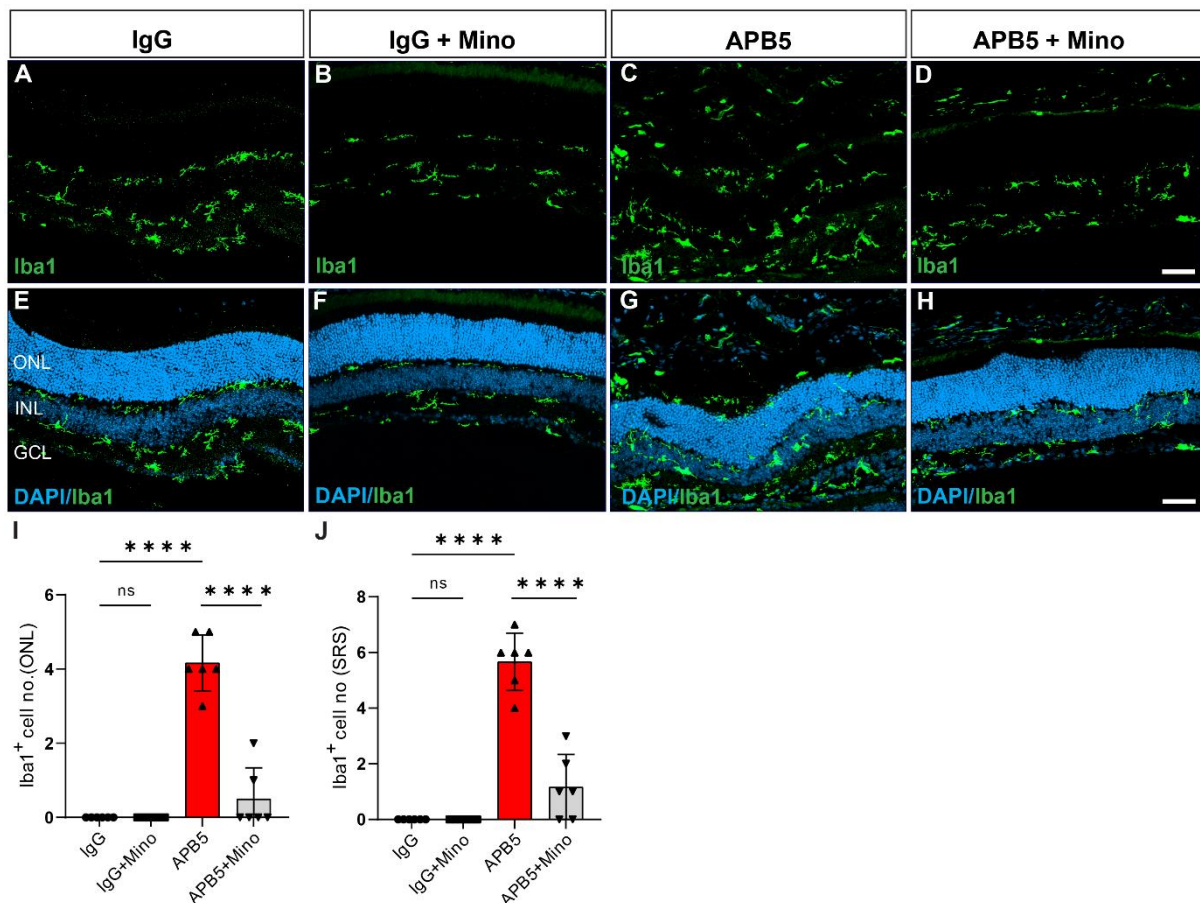 IgG
IgG + Mino
APB5
APB5 + Mino
A
B
C
D
Iba1
Iba1
Iba1
Iba1
E
F
G
H
ONL
INL
GCL
DAPI/Iba1
DAPI/Iba1
DAPI/Iba1
DAPI/Iba1
I
J
****
****
ns
****
ns
****
Iba1+ cell no.(ONL)
6
4
2
0
IgG
IgG+Mino
APB5
APB5+Mino
Iba1+ cell no (SRS)
8
6
4
2
0
IgG
IgG+Mino
APB5
APB5+Mino